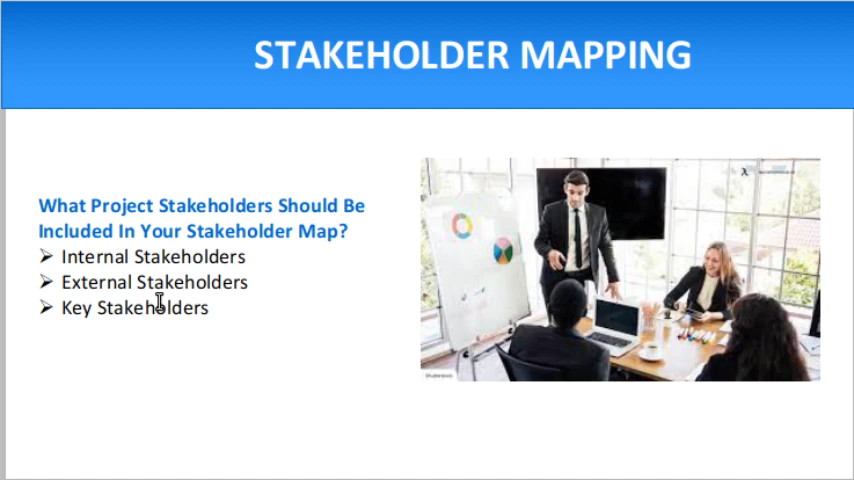 STAKEHOLDER MAPPING
What Project Stakeholders Should Be
Included In Your Stakeholder Map?
➢ Internal Stakeholders
➢ External Stakeholders
➢ Key Stakeholders